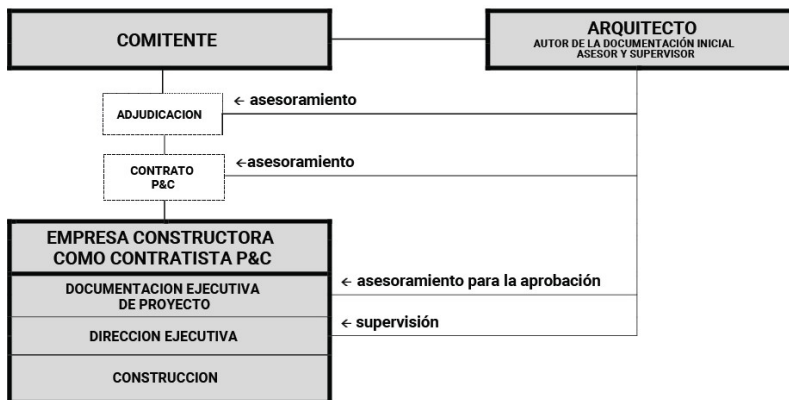 COMITENTE
ARQUITECTO
AUTOR DE LA DOCUMENTACIÓN INICIAL
ASESOR Y SUPERVISOR
ADJUDICACION
← asesoramiento
CONTRATO
P&C
←asesoramiento
EMPRESA CONSTRUCTORA
COMO CONTRATISTA P&C
DOCUMENTACION EJECUTIVA
DE PROYECTO
← asesoramiento para la aprobación
DIRECCION EJECUTIVA
← supervisión
CONSTRUCCION